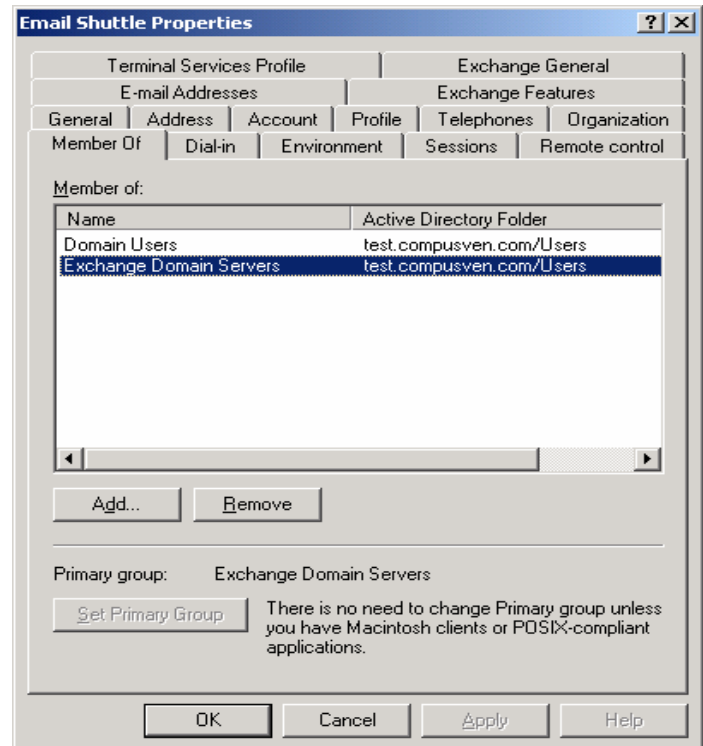 Email Shuttle Properties
Terminal Services Profile Exchange General
E-mail Addresses Exchange Features
General Address Account Profile Telephones Organization
Member Of Dial-in Environment Sessions Remote control
Member of:
Name Active Directory Folder
Domain Users test.compusven.com/Users
Exchange Domain Servers test.compusven.com/Users
Add... Remove
Primary group: Exchange Domain Servers
Set Primary Group
There is no need to change Primary group unless
you have Macintosh clients or POSIX-compliant
applications.
OK Cancel Apply Help